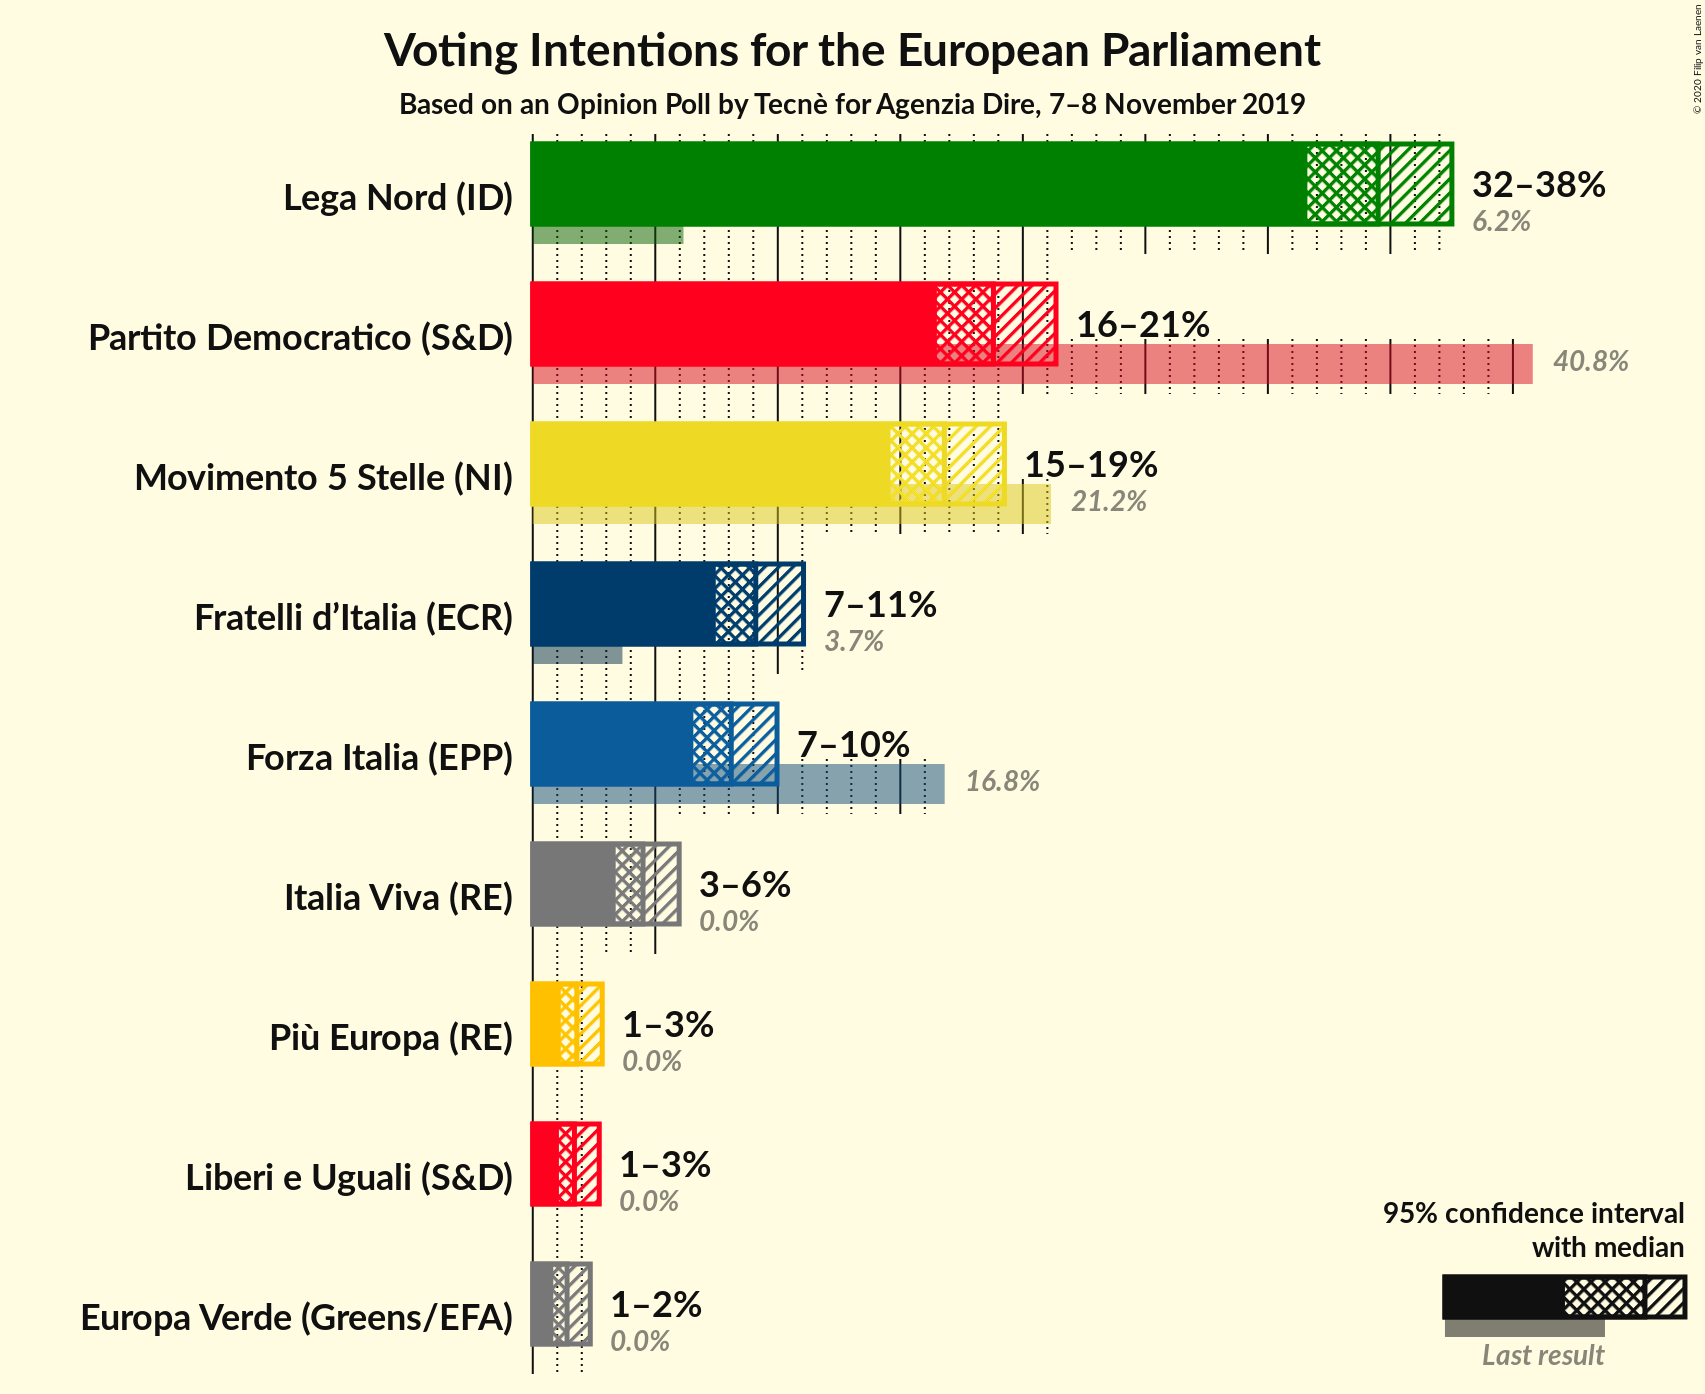 Voting Intentions for the European Parliament
Based on an Opinion Poll by Tecnè for Agenzia Dire, 7–8 November 2019
© 2020 Filip van Laenen
Lega Nord (ID)
32–38%
6.2%
Partito Democratico (S&D)
16–21%
40.8%
Movimento 5 Stelle (NI)
15–19%
21.2%
Fratelli d’Italia (ECR)
7–11%
3.7%
Forza Italia (EPP)
7–10%
16.8%
Italia Viva (RE)
3–6%
0.0%
Più Europa (RE)
1–3%
0.0%
Liberi e Uguali (S&D)
1–3%
0.0%
Europa Verde (Greens/EFA)
1–2%
0.0%
95% confidence interval
with median
Last result